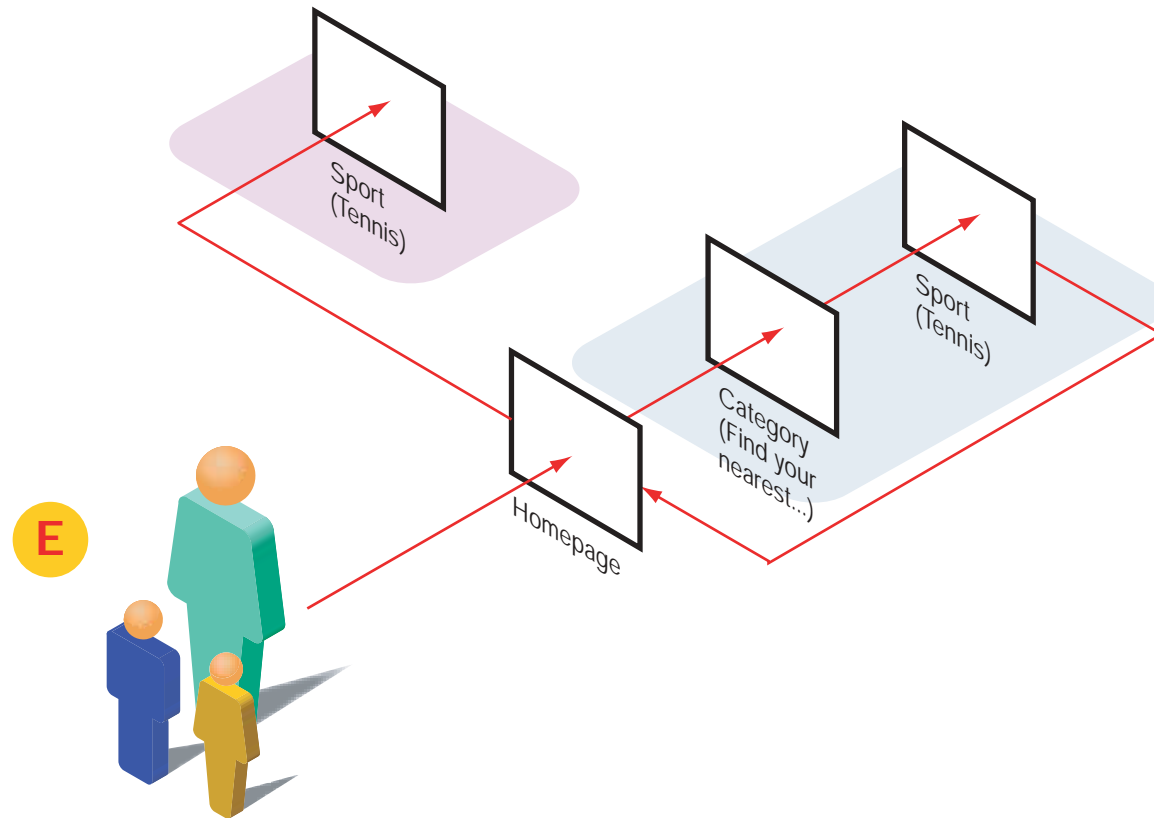 Sport
(Tennis)
Sport
(Tennis)
Category
(Find your
nearest...)
Homepage
E